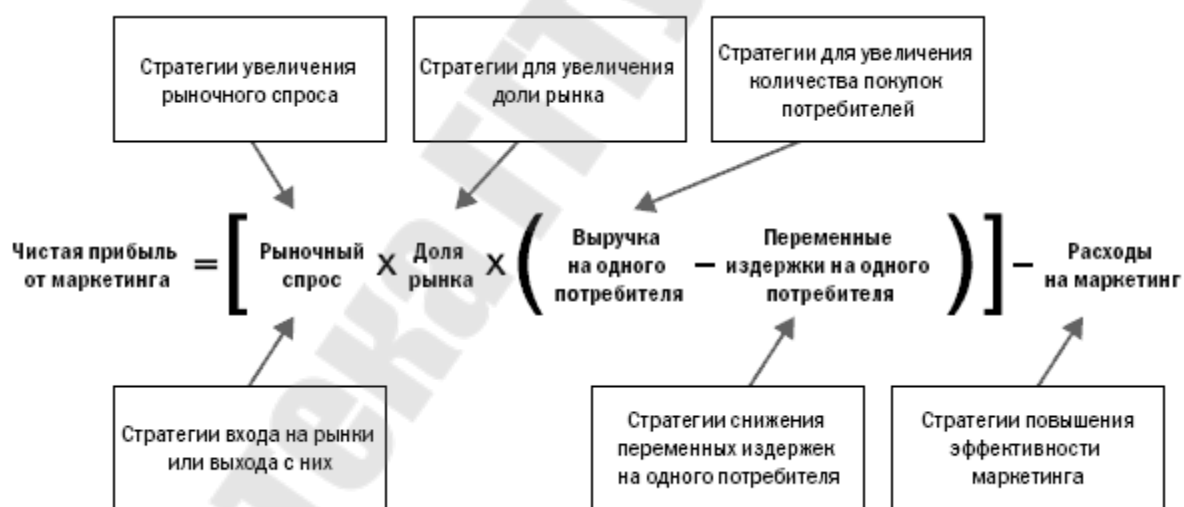 Стратегии увеличения
рыночного спроса
Стратегии для увеличения
доли рынка
Стратегии для увеличения
количества покупок
потребителей
Чистая прибыль
от маркетинга
=
[
Рыночный
спрос
X
Доля
рынка
X
(
Выручка
на одного
потребителя
–
Переменные
издержки на одного
потребителя
)
]
–
Расходы
на маркетинг
Стратегии входа на рынки
или выхода с них
Стратегии снижения
переменных издержек
на одного потребителя
Стратегии повышения
эффективности
маркетинга